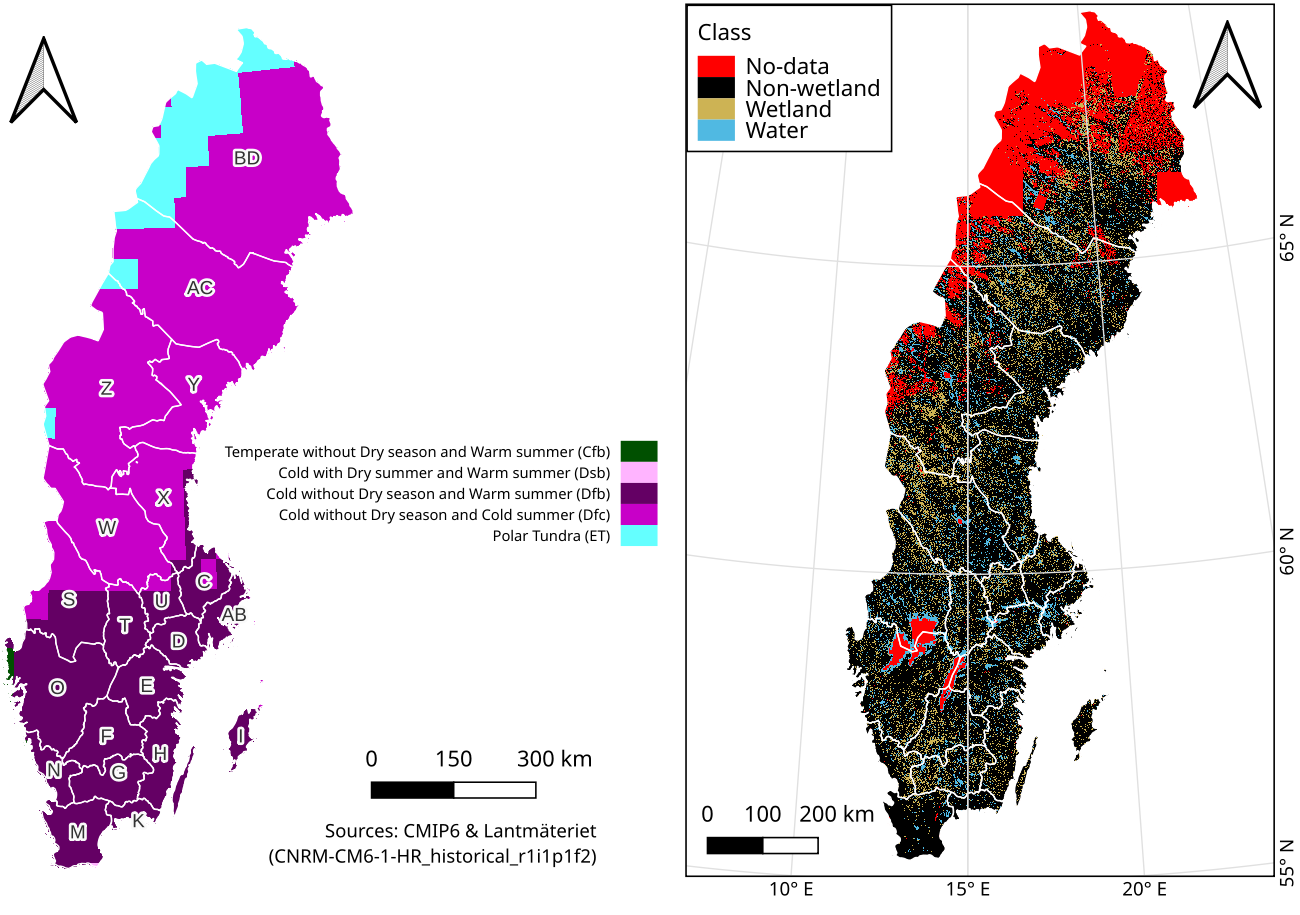 BD
AC
Z
Y
X
W
S
U
C
AB
T
D
O
E
F
H
I
N
G
K
M
Temperate without Dry season and Warm summer (Cfb)
Cold with Dry summer and Warm summer (Dsb)
Cold without Dry season and Warm summer (Dfb)
Cold without Dry season and Cold summer (Dfc)
Polar Tundra (ET)
0 150 300 km
Sources: CMIP6 & Lantmäteriet
(CNRM-CM6-1-HR_historical_r1i1p1f2)
Class
No-data
Non-wetland
Wetland
Water
65° N
60° N
55° N
0 100 200 km
10° E 15° E 20° E